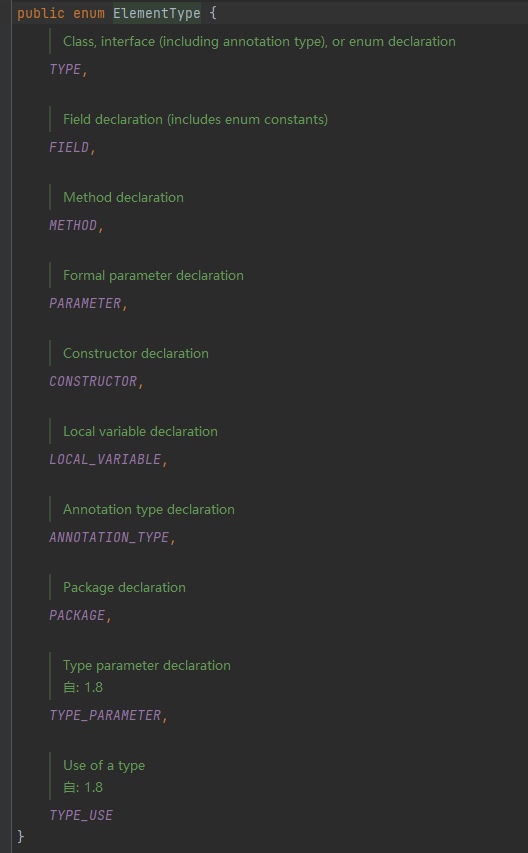 public enum ElementType {
Class, interface (including annotation type), or enum declaration
TYPE,
Field declaration (includes enum constants)
FIELD,
Method declaration
METHOD,
Formal parameter declaration
PARAMETER,
Constructor declaration
CONSTRUCTOR,
Local variable declaration
LOCAL_VARIABLE,
Annotation type declaration
ANNOTATION_TYPE,
Package declaration
PACKAGE,
Type parameter declaration
自: 1.8
TYPE_PARAMETER,
Use of a type
自: 1.8
TYPE_USE
}